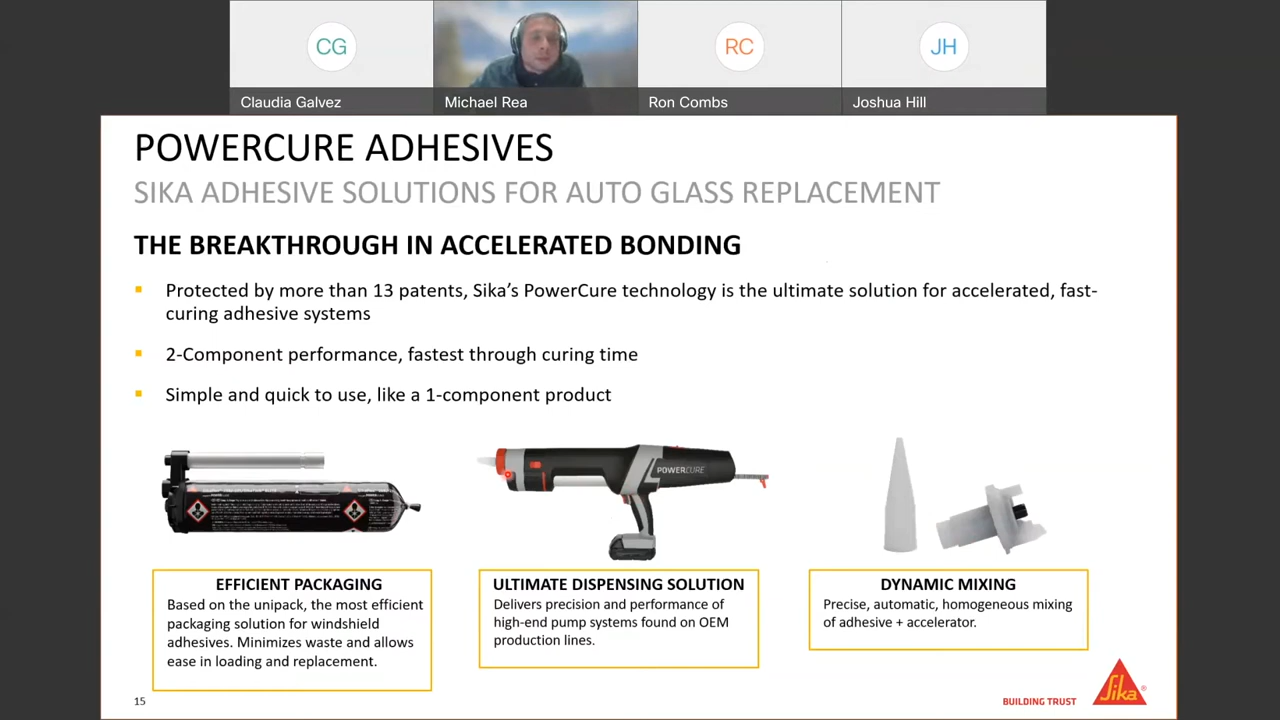 CG
RC
JH
Claudia Galvez
Michael Rea
Ron Combs
Joshua Hill
POWERCURE ADHESIVES
SIKA ADHESIVE SOLUTIONS FOR AUTO GLASS REPLACEMENT
THE BREAKTHROUGH IN ACCELERATED BONDING
Protected by more than 13 patents, Sika’s PowerCure technology is the ultimate solution for accelerated, fast-
curing adhesive systems
2-Component performance, fastest through curing time
Simple and quick to use, like a 1-component product
POWERCURE
EFFICIENT PACKAGING
Based on the unipack, the most efficient
packaging solution for windshield
adhesives. Minimizes waste and allows
ease in loading and replacement.
ULTIMATE DISPENSING SOLUTION
Delivers precision and performance of
high-end pump systems found on OEM
production lines.
DYNAMIC MIXING
Precise, automatic, homogeneous mixing
of adhesive + accelerator.
15
BUILDING TRUST
Sika®